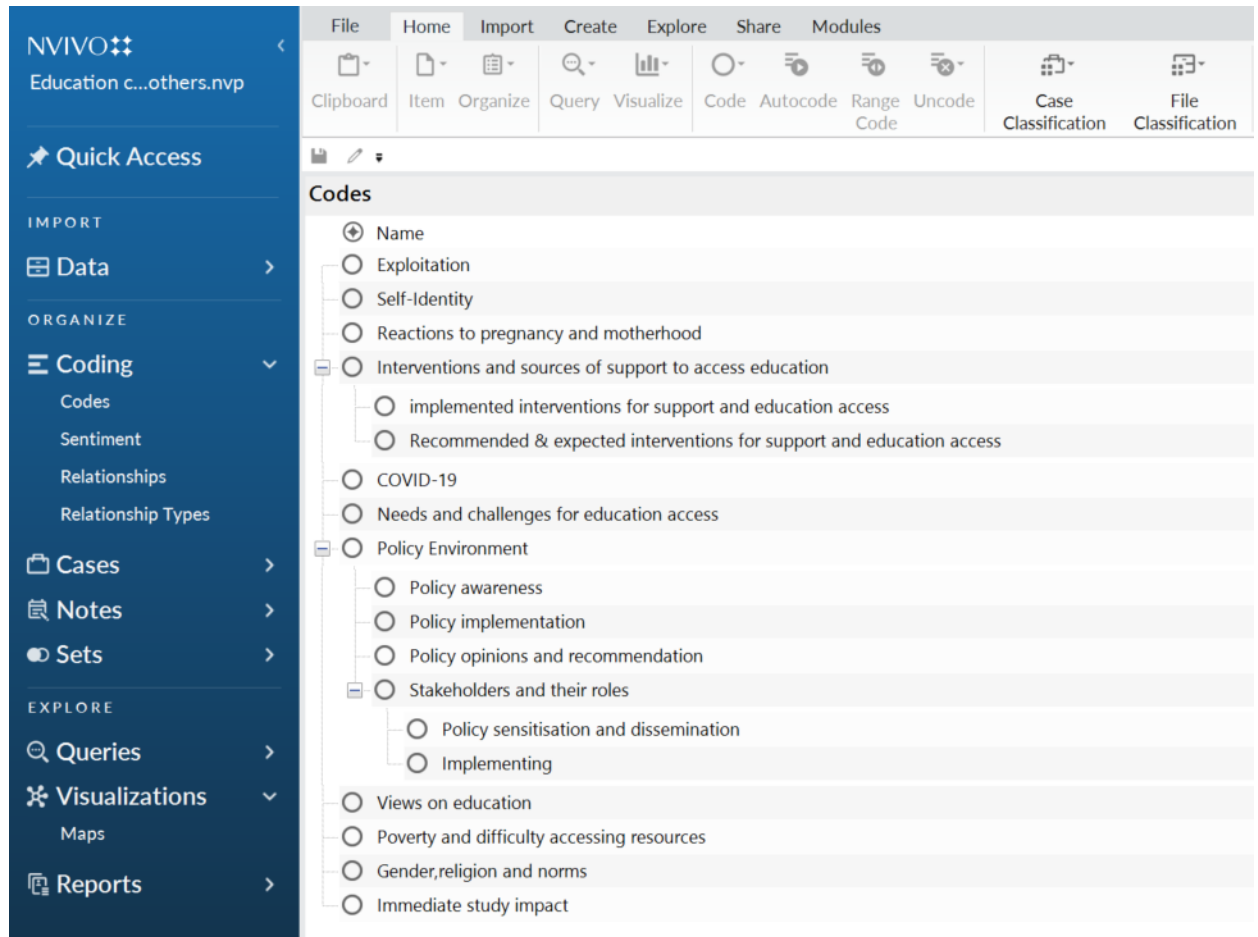 NVIVO
Education c...others.nvp
Quick Access
IMPORT
Data
ORGANIZE
Coding
Codes
Sentiment
Relationships
Relationship Types
Cases
Notes
Sets
EXPLORE
Queries
Visualizations
Maps
Reports
File Home Import Create Explore Share Modules
Clipboard Item Organize Query Visualize Code Autocode Range Code Uncode Case Classification File Classification
Codes
Name
Exploitation
Self-Identity
Reactions to pregnancy and motherhood
Interventions and sources of support to access education
implemented interventions for support and education access
Recommended & expected interventions for support and education access
COVID-19
Needs and challenges for education access
Policy Environment
Policy awareness
Policy implementation
Policy opinions and recommendation
Stakeholders and their roles
Policy sensitisation and dissemination
Implementing
Views on education
Poverty and difficulty accessing resources
Gender,religion and norms
Immediate study impact